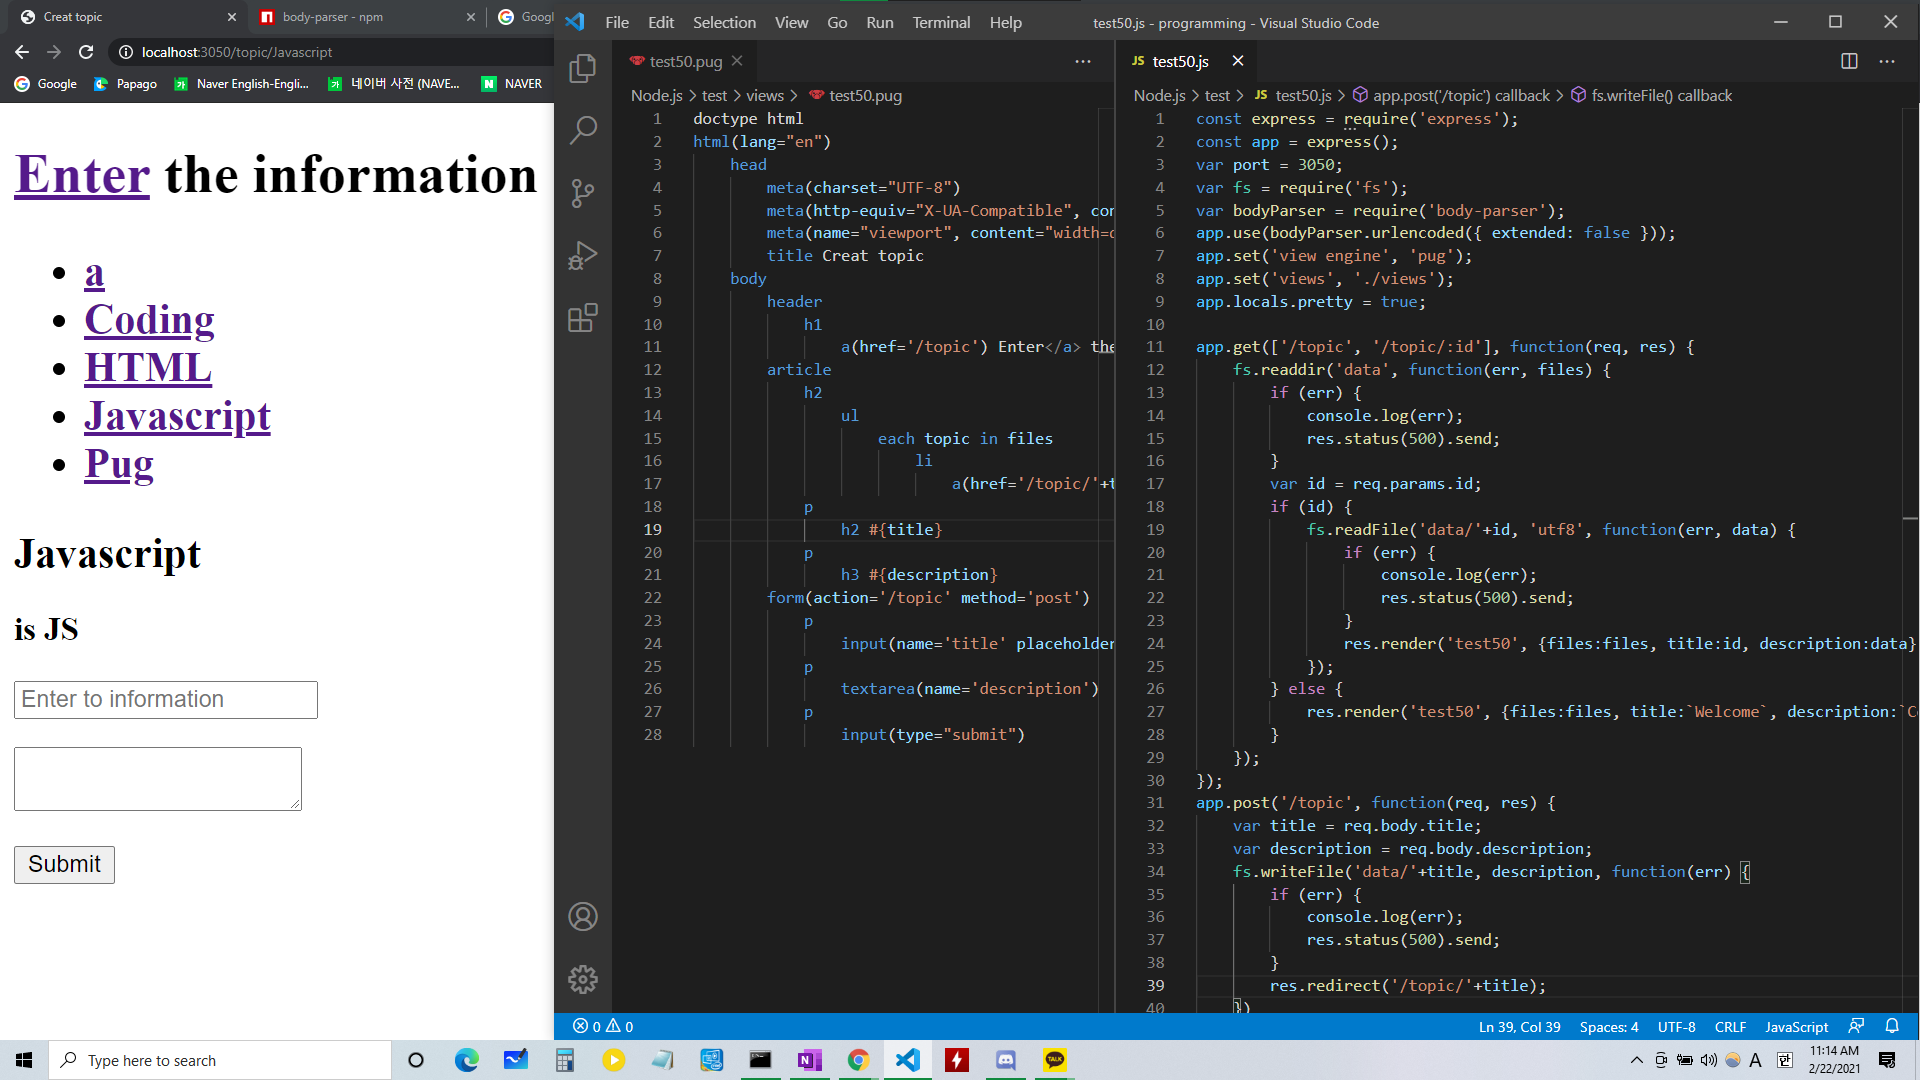 Creat topic
body-parser - npm
Googl
localhost:3050/topic/Javascript
Google
Papago
Naver English-Engli...
네이버 사전 (NAVE...
NAVER
Enter the information
a
Coding
HTML
Javascript
Pug
Javascript
is JS
Enter to information
Submit
File Edit Selection View Go Run Terminal Help
test50.js - programming - Visual Studio Code
test50.pug
Node.js > test > views > test50.pug
1 doctype html
2 html(lang="en")
3 head
4 meta(charset="UTF-8")
5 meta(http-equiv="X-UA-Compatible", con
6 meta(name="viewport", content="width=d
7 title Creat topic
8 body
9 header
10 h1
11 a(href='/topic') Enter</a> the
12 article
13 h2
14 ul
15 each topic in files
16 li
17 a(href='/topic/'+t
18 p
19 h2 #{title}
20 p
21 h3 #{description}
22 form(action='/topic' method='post')
23 p
24 input(name='title' placeholder
25 p
26 textarea(name='description')
27 p
28 input(type="submit")
JS test50.js
Node.js > test > JS test50.js > app.post('/topic') callback > fs.writeFile() callback
1 const express = require('express');
2 const app = express();
3 var port = 3050;
4 var fs = require('fs');
5 var bodyParser = require('body-parser');
6 app.use(bodyParser.urlencoded({ extended: false }));
7 app.set('view engine', 'pug');
8 app.set('views', './views');
9 app.locals.pretty = true;
10
11 app.get(['/topic', '/topic/:id'], function(req, res) {
12 fs.readdir('data', function(err, files) {
13 if (err) {
14 console.log(err);
15 res.status(500).send;
16 }
17 var id = req.params.id;
18 if (id) {
19 fs.readFile('data/'+id, 'utf8', function(err, data) {
20 if (err) {
21 console.log(err);
22 res.status(500).send;
23 }
24 res.render('test50', {files:files, title:id, description:data}
25 });
26 } else {
27 res.render('test50', {files:files, title:`Welcome`, description:`C
28 }
29 });
30 });
31 app.post('/topic', function(req, res) {
32 var title = req.body.title;
33 var description = req.body.description;
34 fs.writeFile('data/'+title, description, function(err) {
35 if (err) {
36 console.log(err);
37 res.status(500).send;
38 }
39 res.redirect('/topic/'+title);
40 })
0 0
Ln 39, Col 39 Spaces: 4 UTF-8 CRLF JavaScript
Type here to search
TALK
A
11:14 AM
2/22/2021